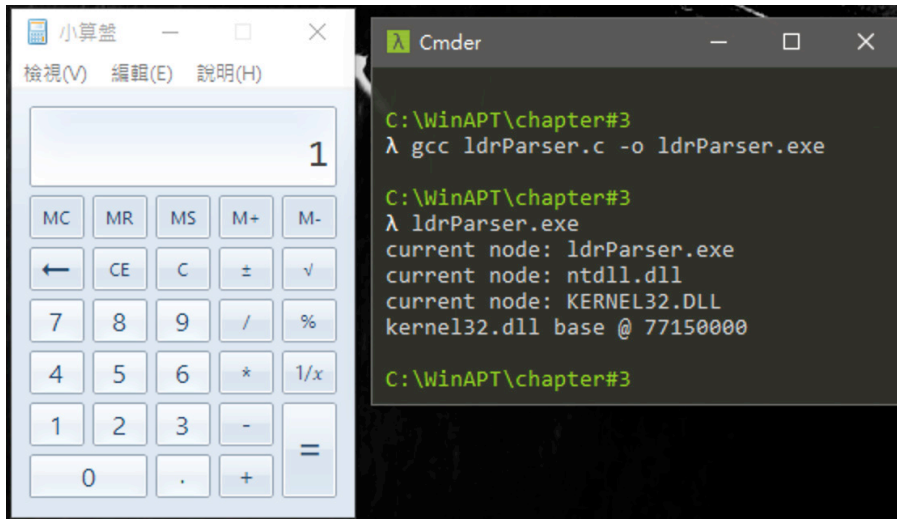 小算盤
檢視(V) 編輯(E) 說明(H)
1
MC MR MS M+ M-
← CE C ± √
7 8 9 / %
4 5 6 * 1/x
1 2 3 - =
0 . +
λ Cmder
C:\WinAPT\chapter#3
λ gcc ldrParser.c -o ldrParser.exe
C:\WinAPT\chapter#3
λ ldrParser.exe
current node: ldrParser.exe
current node: ntdll.dll
current node: KERNEL32.DLL
kernel32.dll base @ 77150000
C:\WinAPT\chapter#3